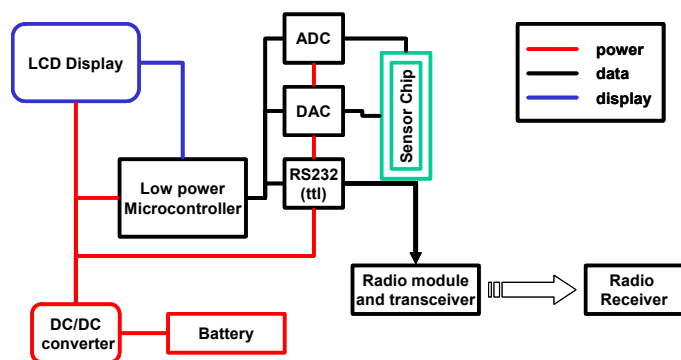 LCD Display
ADC
DAC
RS232
(ttl)
Sensor Chip
power
data
display
Low power
Microcontroller
Radio module
and transceiver
Radio
Receiver
DC/DC
converter
Battery